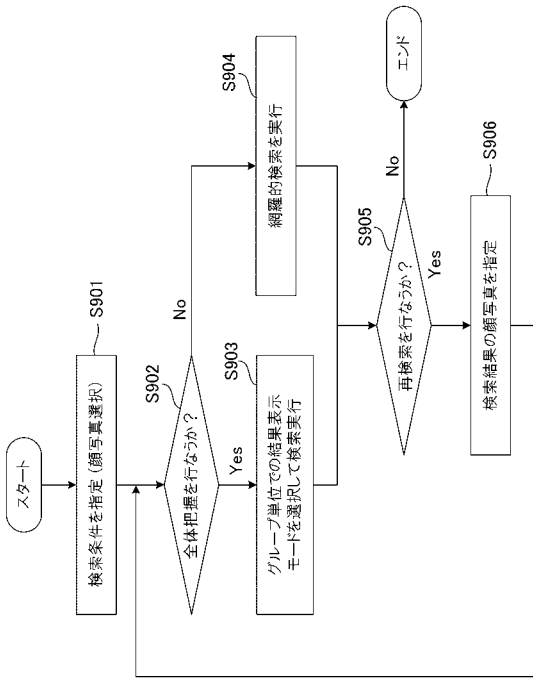 スタート
S901
検索条件を指定(顔写真選択)
S902
全体把握を行なうか？
Yes
No
S903
グループ単位での結果表示
モードを選択して検索実行
S904
網羅的検索を実行
S905
再検索を行なうか？
No
エンド
Yes
S906
検索結果の顔写真を指定